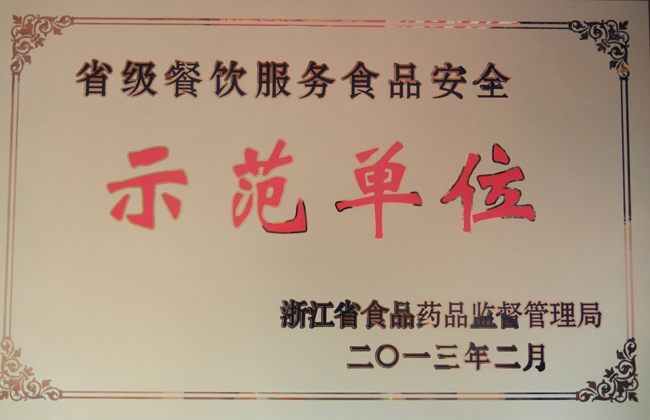 省级餐饮服务食品安全
示范单位
浙江省食品药品监督管理局
二〇一三年二月